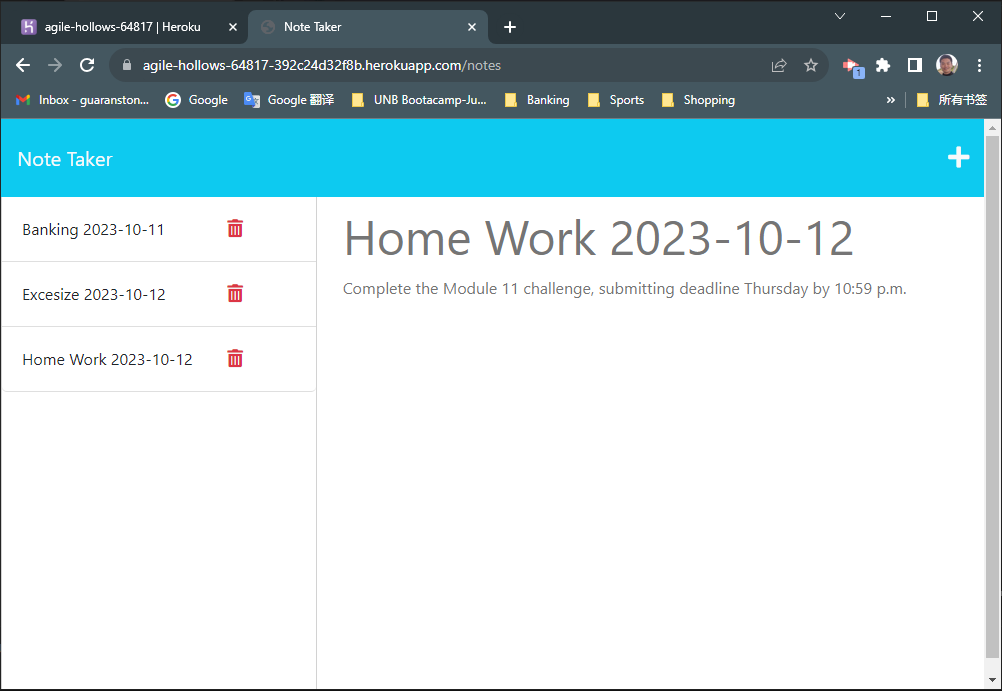 agile-hollows-64817 | Heroku
Note Taker
agile-hollows-64817-392c24d32f8b.herokuapp.com/notes
1
Inbox - guaranston...
Google
Google 翻译
UNB Bootacamp-Ju...
Banking
Sports
Shopping
»
所有书签
Note Taker
Banking 2023-10-11
Excesize 2023-10-12
Home Work 2023-10-12
Home Work 2023-10-12
Complete the Module 11 challenge, submitting deadline Thursday by 10:59 p.m.